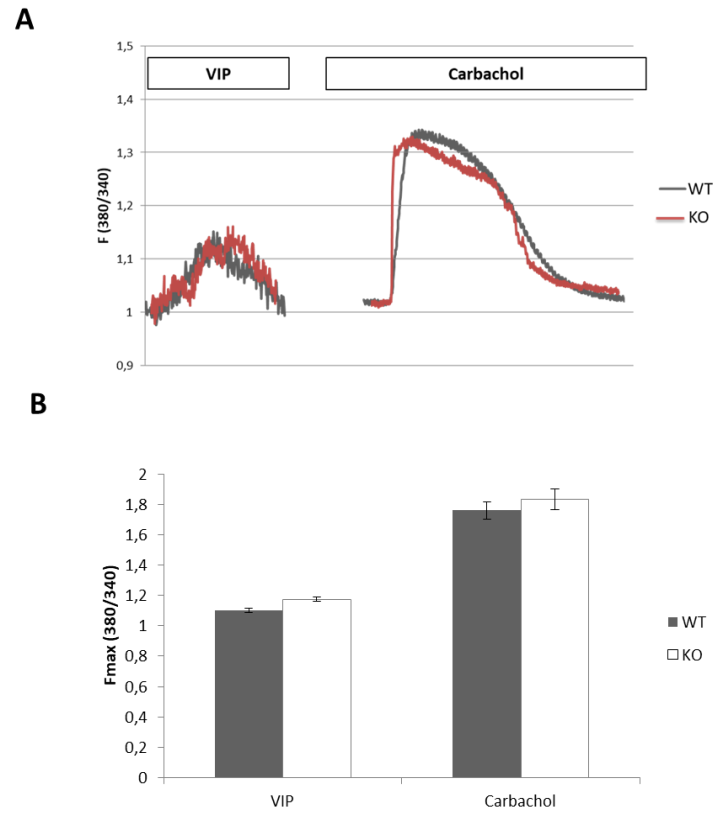 A
1,5
VIP
Carbachol
1,4
1,3
1,2
1,1
1
0,9
F (380/340)
WT
KO
B
2
1,8
1,6
1,4
1,2
1
0,8
0,6
0,4
0,2
0
Fmax (380/340)
WT
KO
VIP
Carbachol